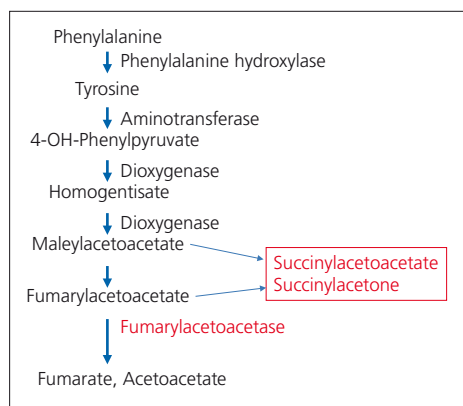 Phenylalanine
Phenylalanine hydroxylase
Tyrosine
Aminotransferase
4-OH-Phenylpyruvate
Dioxygenase
Homogentisate
Dioxygenase
Maleylacetoacetate
Succinylacetoacetate
Succinylacetone
Fumarylacetoacetate
Fumarylacetoacetase
Fumarate, Acetoacetate